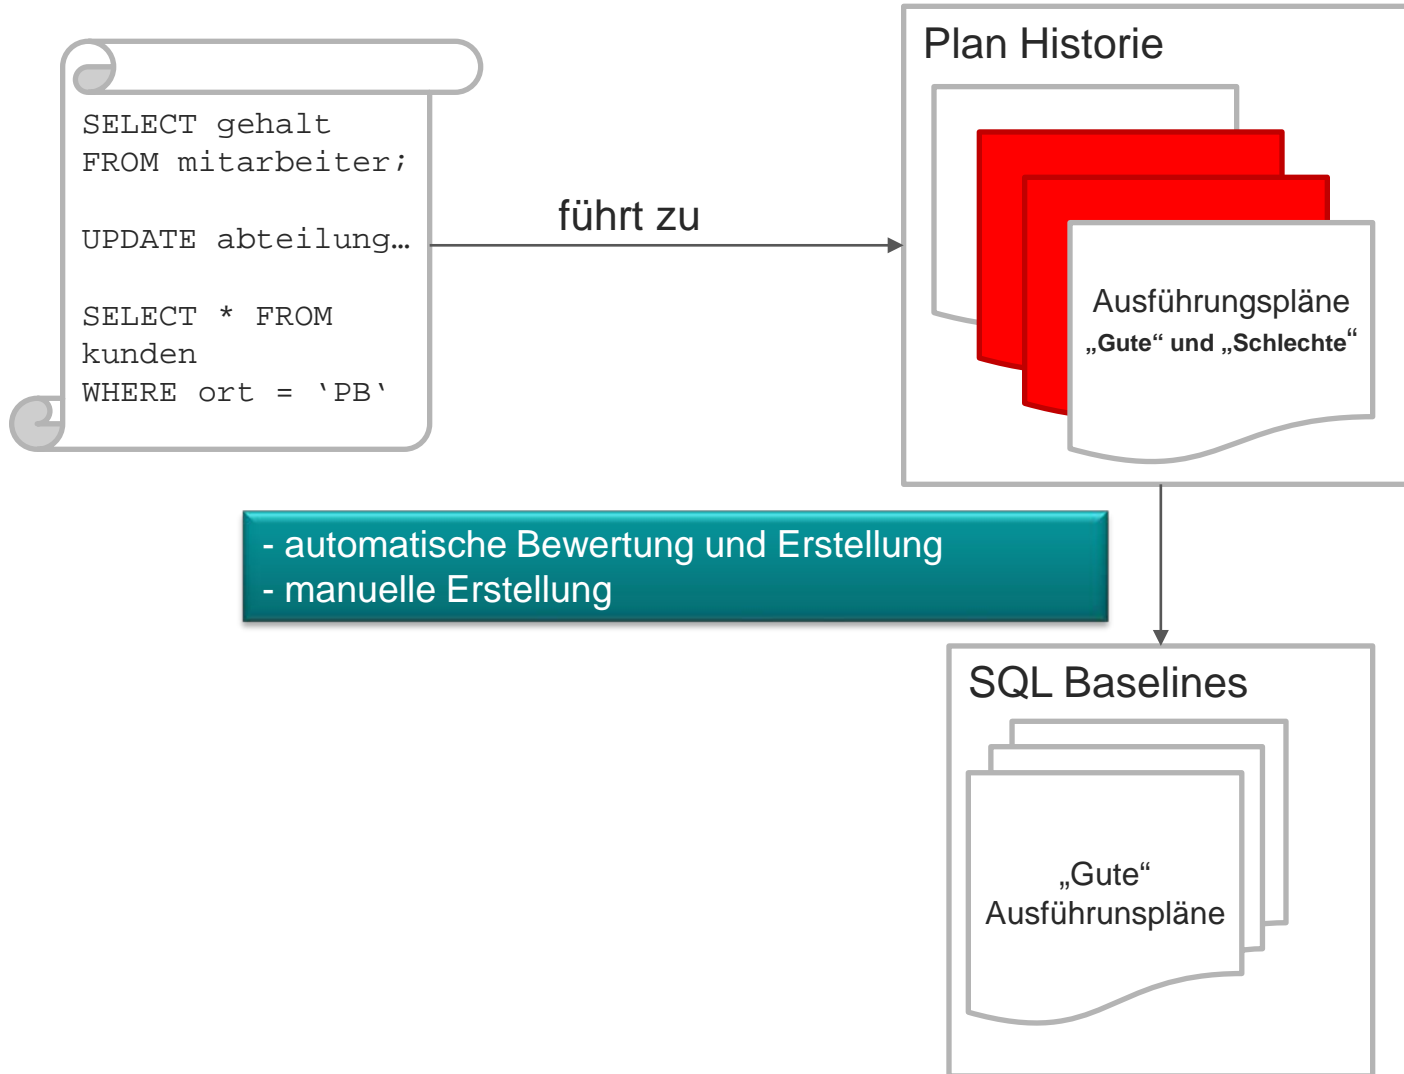 SELECT gehalt
FROM mitarbeiter;
UPDATE abteilung…
SELECT * FROM
kunden
WHERE ort = ‘PB‘
führt zu
Plan Historie
Ausführungspläne
„Gute“ und „Schlechte“
- automatische Bewertung und Erstellung
- manuelle Erstellung
SQL Baselines
„Gute“
Ausführunspläne